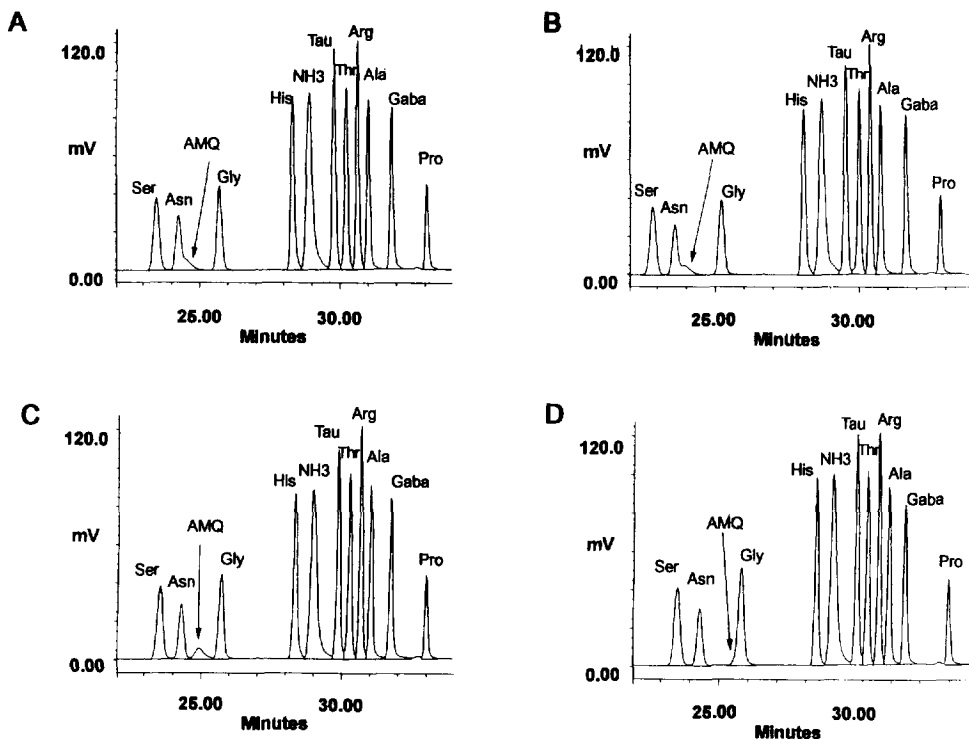 A
120.0
mV
0.00
Ser
Asn
AMQ
Gly
His
NH3
Tau
Thr
Arg
Ala
Gaba
Pro
25.00
30.00
Minutes
B
120.0
mV
0.00
Ser
Asn
AMQ
Gly
His
NH3
Tau
Thr
Arg
Ala
Gaba
Pro
25.00
30.00
Minutes
C
120.0
mV
0.00
Ser
Asn
AMQ
Gly
His
NH3
Tau
Thr
Arg
Ala
Gaba
Pro
25.00
30.00
Minutes
D
120.0
mV
0.00
Ser
Asn
AMQ
Gly
His
NH3
Tau
Thr
Arg
Ala
Gaba
Pro
25.00
30.00
Minutes